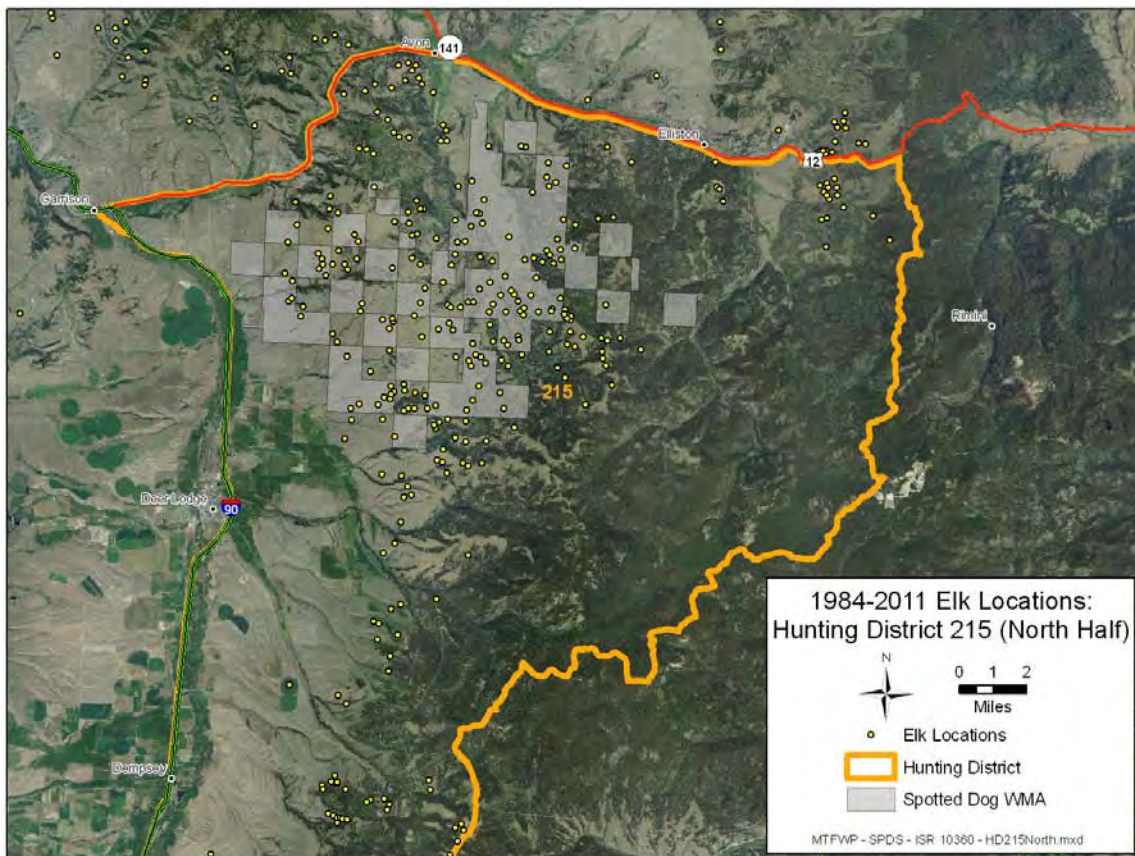 Avon
141
Elliston
12
Garrison
Rimini
215
Deer Lodge
90
Dempsey
1984-2011 Elk Locations:
Hunting District 215 (North Half)
N
0 1 2
Miles
Elk Locations
Hunting District
Spotted Dog WMA
MTFWP - SPDS - ISR 10360 - HD215North.mxd